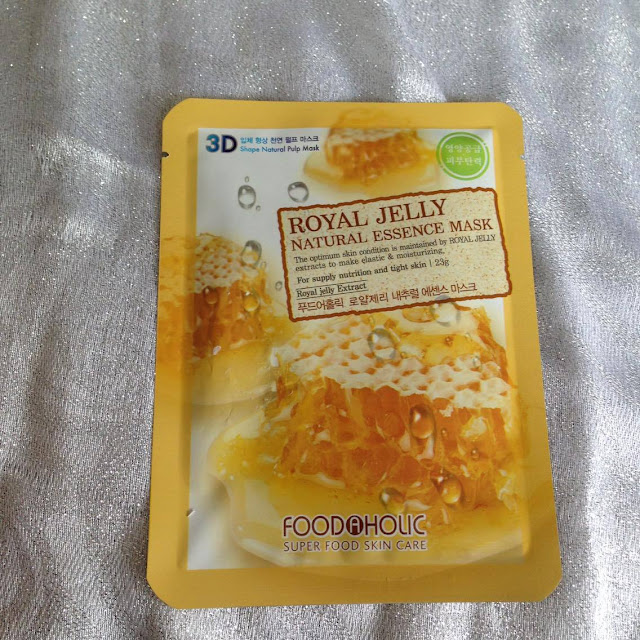 3D 입체 형상 천연 펄프 마스크
Shape Natural Pulp Mask
영양공급
피부탄력
ROYAL JELLY
NATURAL ESSENCE MASK
The optimum skin condition is maintained by ROYAL JELLY
extracts to make elastic & mosturizing.
For supply nutrition and tight skin | 23g
Royal jelly Extract
푸드어홀릭 로얄제리 내추럴 에센스 마스크
FOODAHOLIC
SUPER FOOD SKIN CARE